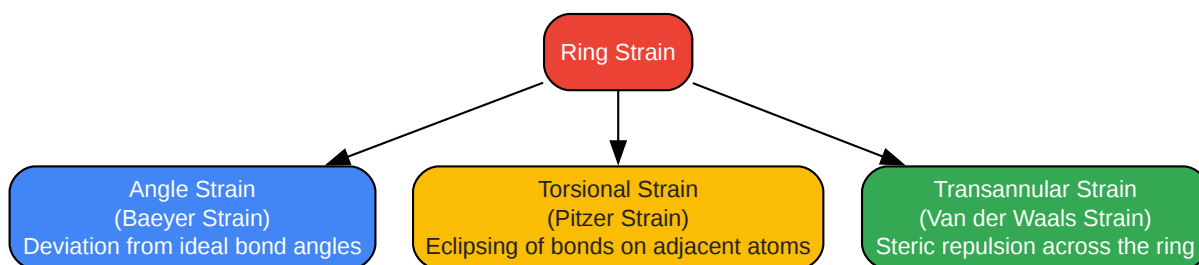 Ring Strain
Angle Strain
(Baeyer Strain)
Deviation from ideal bond angles
Torsional Strain
(Pitzer Strain)
Eclipsing of bonds on adjacent atoms
Transannular Strain
(Van der Waals Strain)
Steric repulsion across the ring